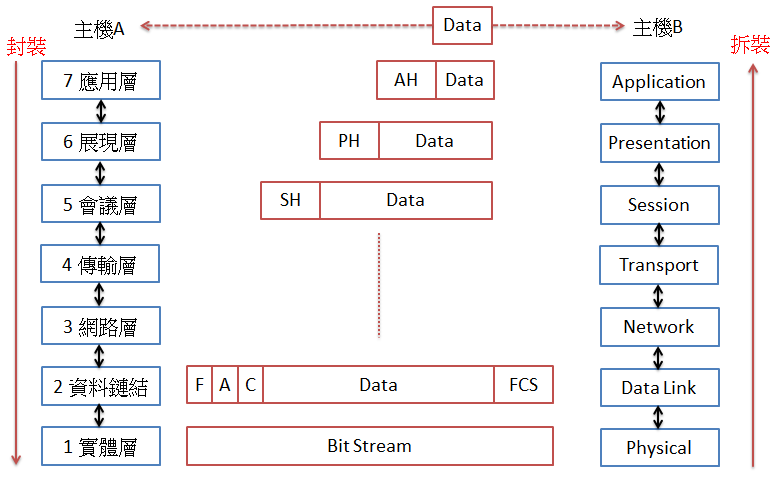 主機A
Data
主機B
封裝
拆裝
7 應用層
AH
Data
Application
6 展現層
PH
Data
Presentation
5 會議層
SH
Data
Session
4 傳輸層
Transport
3 網路層
Network
2 資料鏈結
F
A
C
Data
FCS
Data Link
1 實體層
Bit Stream
Physical